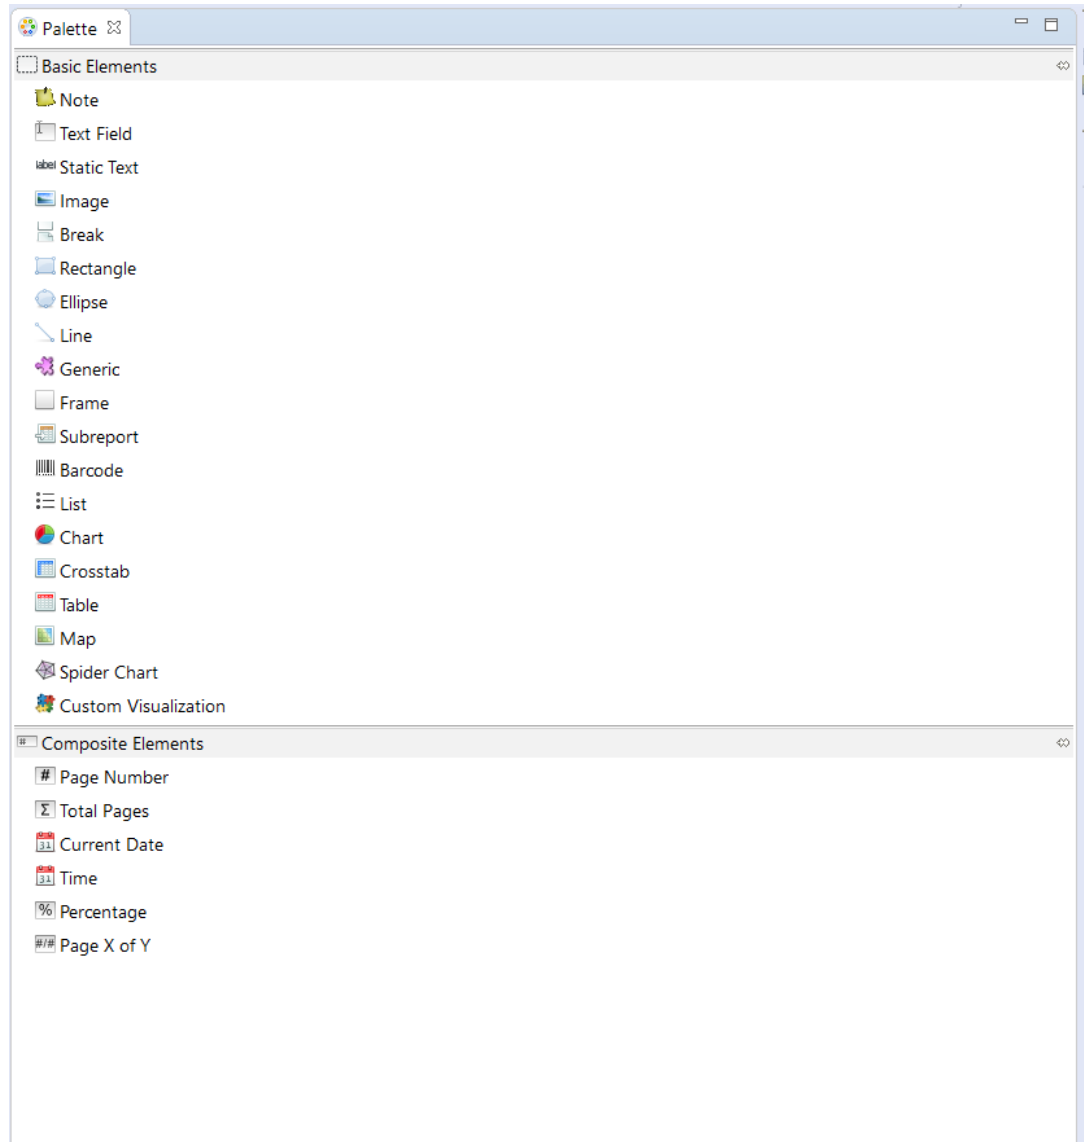 Palette
Basic Elements
Note
Text Field
label Static Text
Image
Break
Rectangle
Ellipse
Line
Generic
Frame
Subreport
Barcode
List
Chart
Crosstab
Table
Map
Spider Chart
Custom Visualization
# Composite Elements
# Page Number
Σ Total Pages
31 Current Date
31 Time
% Percentage
#/# Page X of Y